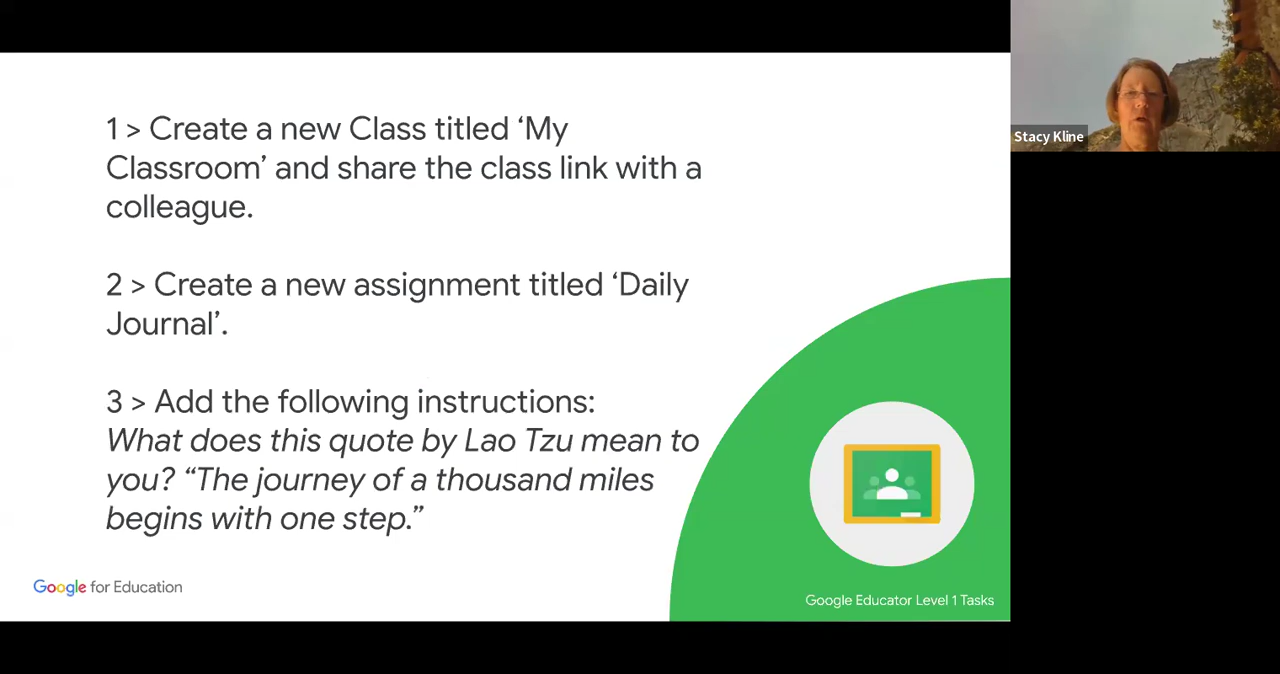 1 > Create a new Class titled ‘My
Classroom’ and share the class link with a
colleague.
2 > Create a new assignment titled ‘Daily
Journal’.
3 > Add the following instructions:
What does this quote by Lao Tzu mean to
you? “The journey of a thousand miles
begins with one step.”
Google for Education
Google Educator Level 1 Tasks
Stacy Kline